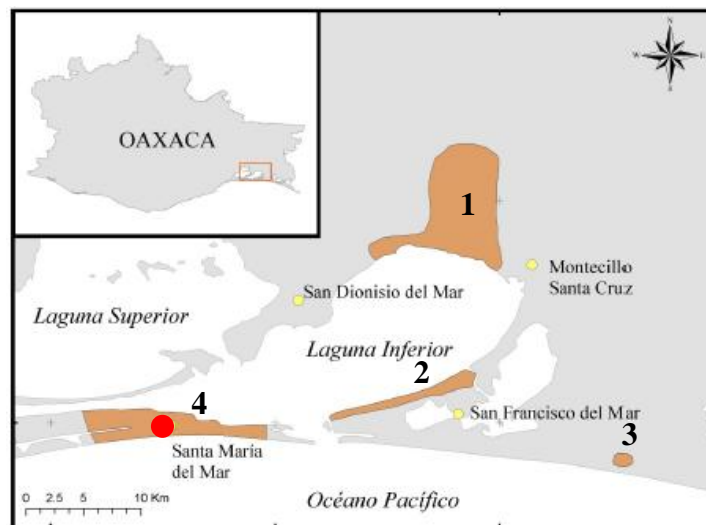 OAXACA
N
W
E
S
1
Montecillo
Santa Cruz
San Dionisio del Mar
Laguna Superior
Laguna Inferior
2
San Francisco del Mar
4
3
Santa María
del Mar
0 2.5 5 10 Km
Océano Pacífico